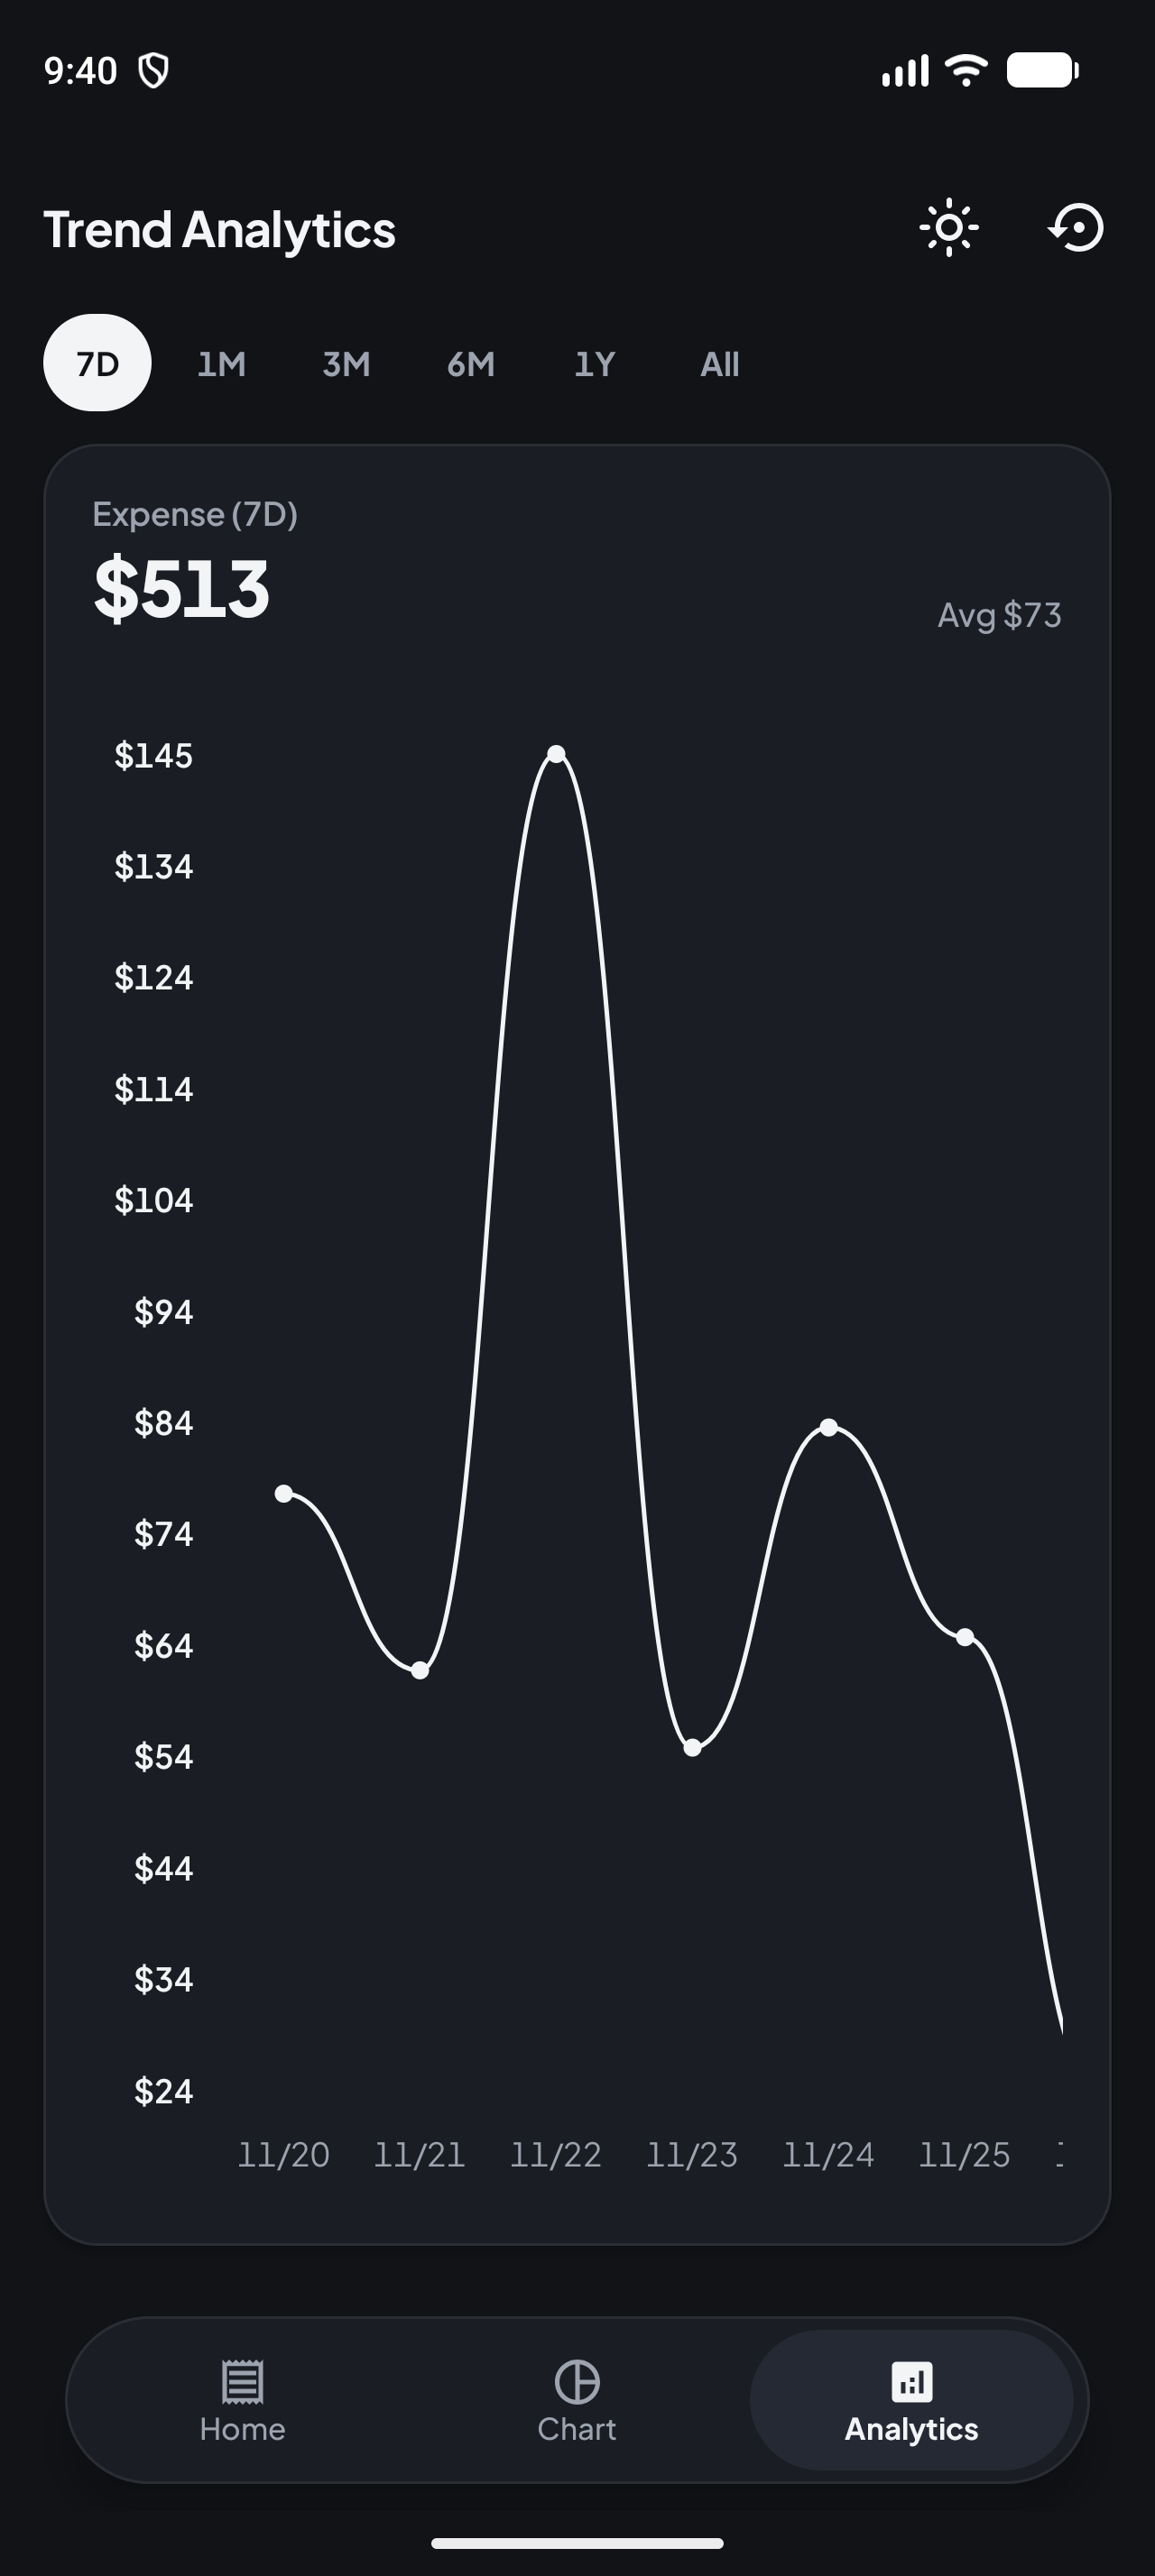 9:40
Trend Analytics
7D 1M 3M 6M 1Y All
Expense (7D)
$513
Avg $73
$145
$134
$124
$114
$104
$94
$84
$74
$64
$54
$44
$34
$24
11/20 11/21 11/22 11/23 11/24 11/25
Home Chart Analytics